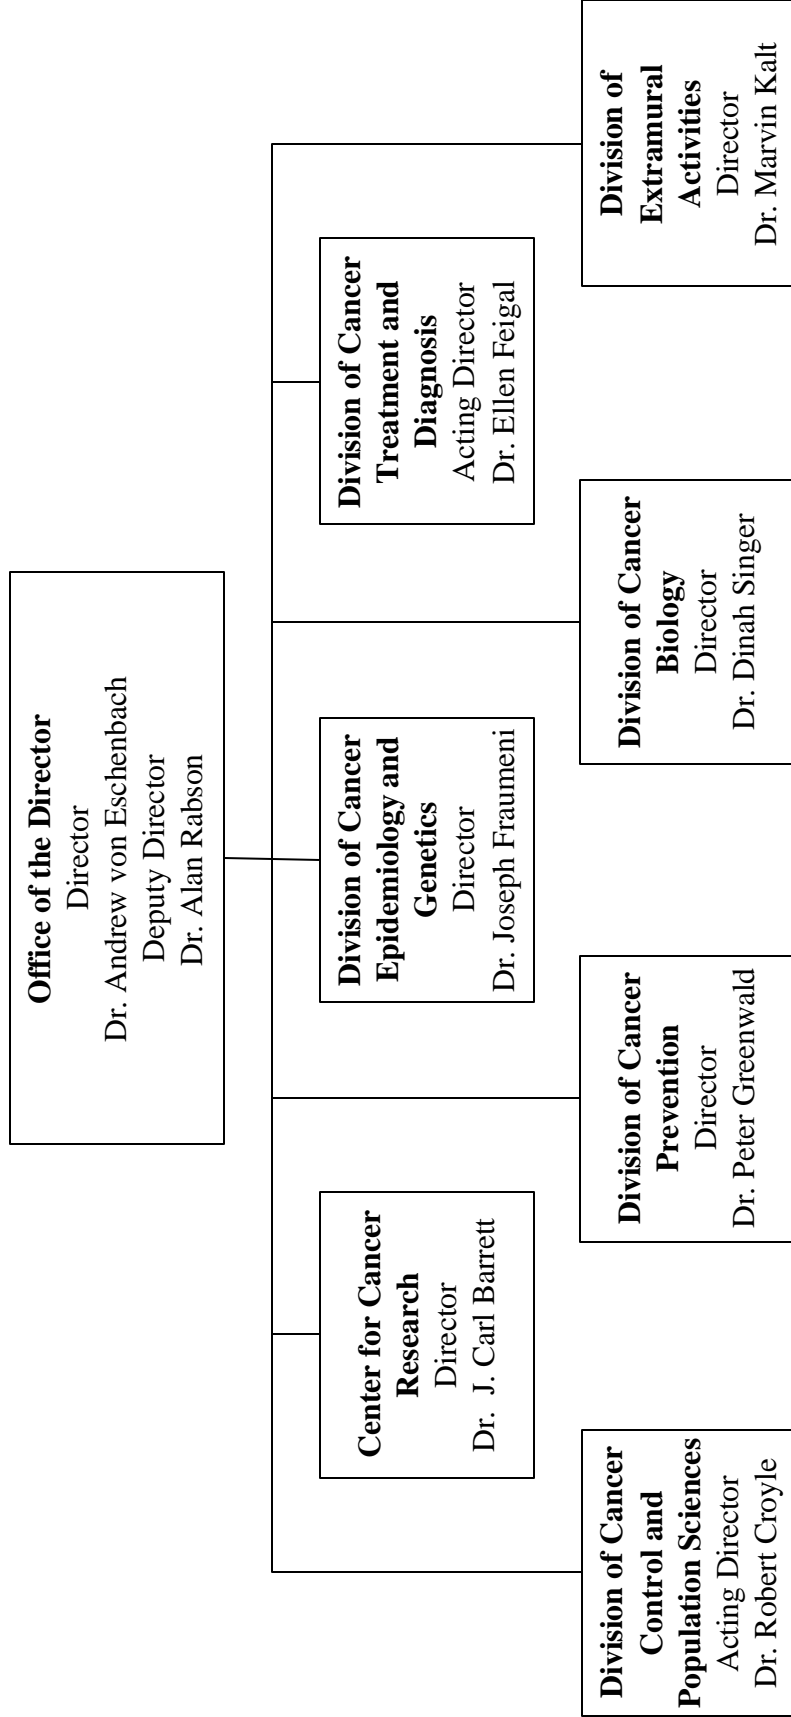 Office of the Director
Director
Dr. Andrew von Eschenbach
Deputy Director
Dr. Alan Rabson
Center for Cancer
Research
Director
Dr. J. Carl Barrett
Division of Cancer
Epidemiology and
Genetics
Director
Dr. Joseph Fraumeni
Division of Cancer
Treatment and
Diagnosis
Acting Director
Dr. Ellen Feigal
Division of Cancer
Control and
Population Sciences
Acting Director
Dr. Robert Croyle
Division of Cancer
Prevention
Director
Dr. Peter Greenwald
Division of Cancer
Biology
Director
Dr. Dinah Singer
Division of
Extramural
Activities
Director
Dr. Marvin Kalt